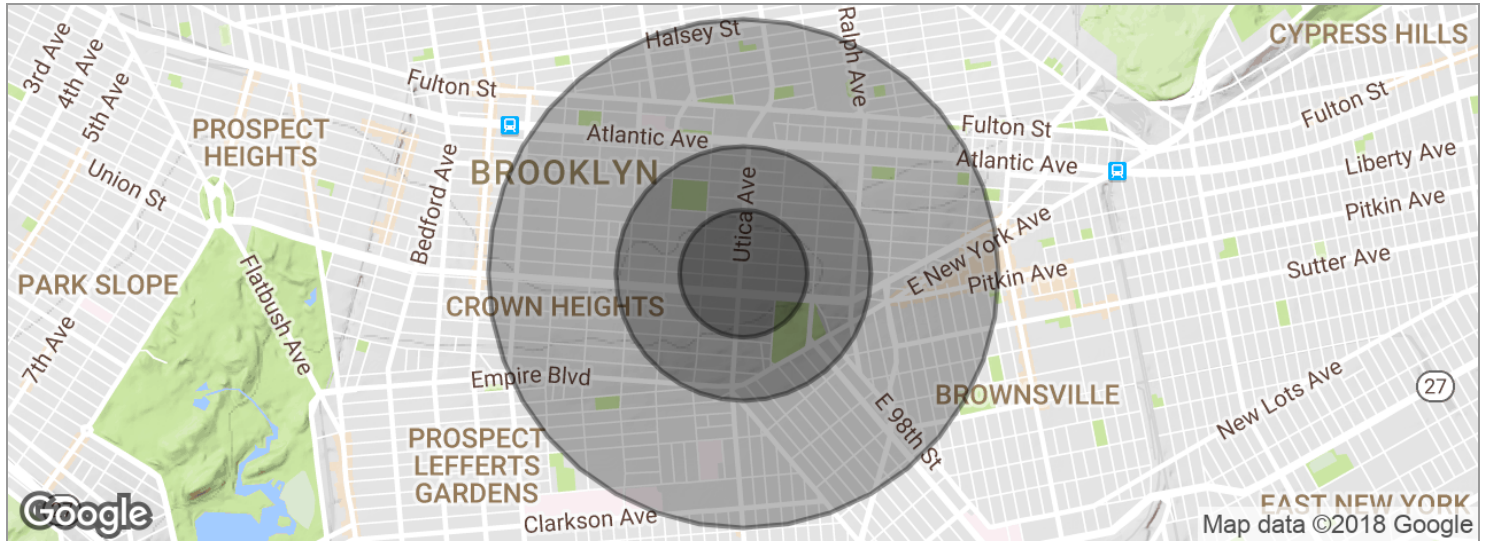 3rd Ave
4th Ave
5th Ave
Union St
PROSPECT
HEIGHTS
PARK SLOPE
7th Ave
Flatbush Ave
Bedford Ave
Fulton St
Halsey St
Ralph Ave
Atlantic Ave
BROOKLYN
Utica Ave
CROWN HEIGHTS
Empire Blvd
PROSPECT
LEFFERTS
GARDENS
Clarkson Ave
E 98th St
CYPRESS HILLS
Fulton St
Fulton St
Atlantic Ave
Liberty Ave
Pitkin Ave
E New York Ave
Pitkin Ave
Sutter Ave
BROWNSVILLE
New Lots Ave
27
EAST NEW YORK
Google
Map data ©2018 Google